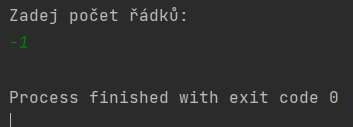 Zadej počet řádků:
-1
Process finished with exit code 0